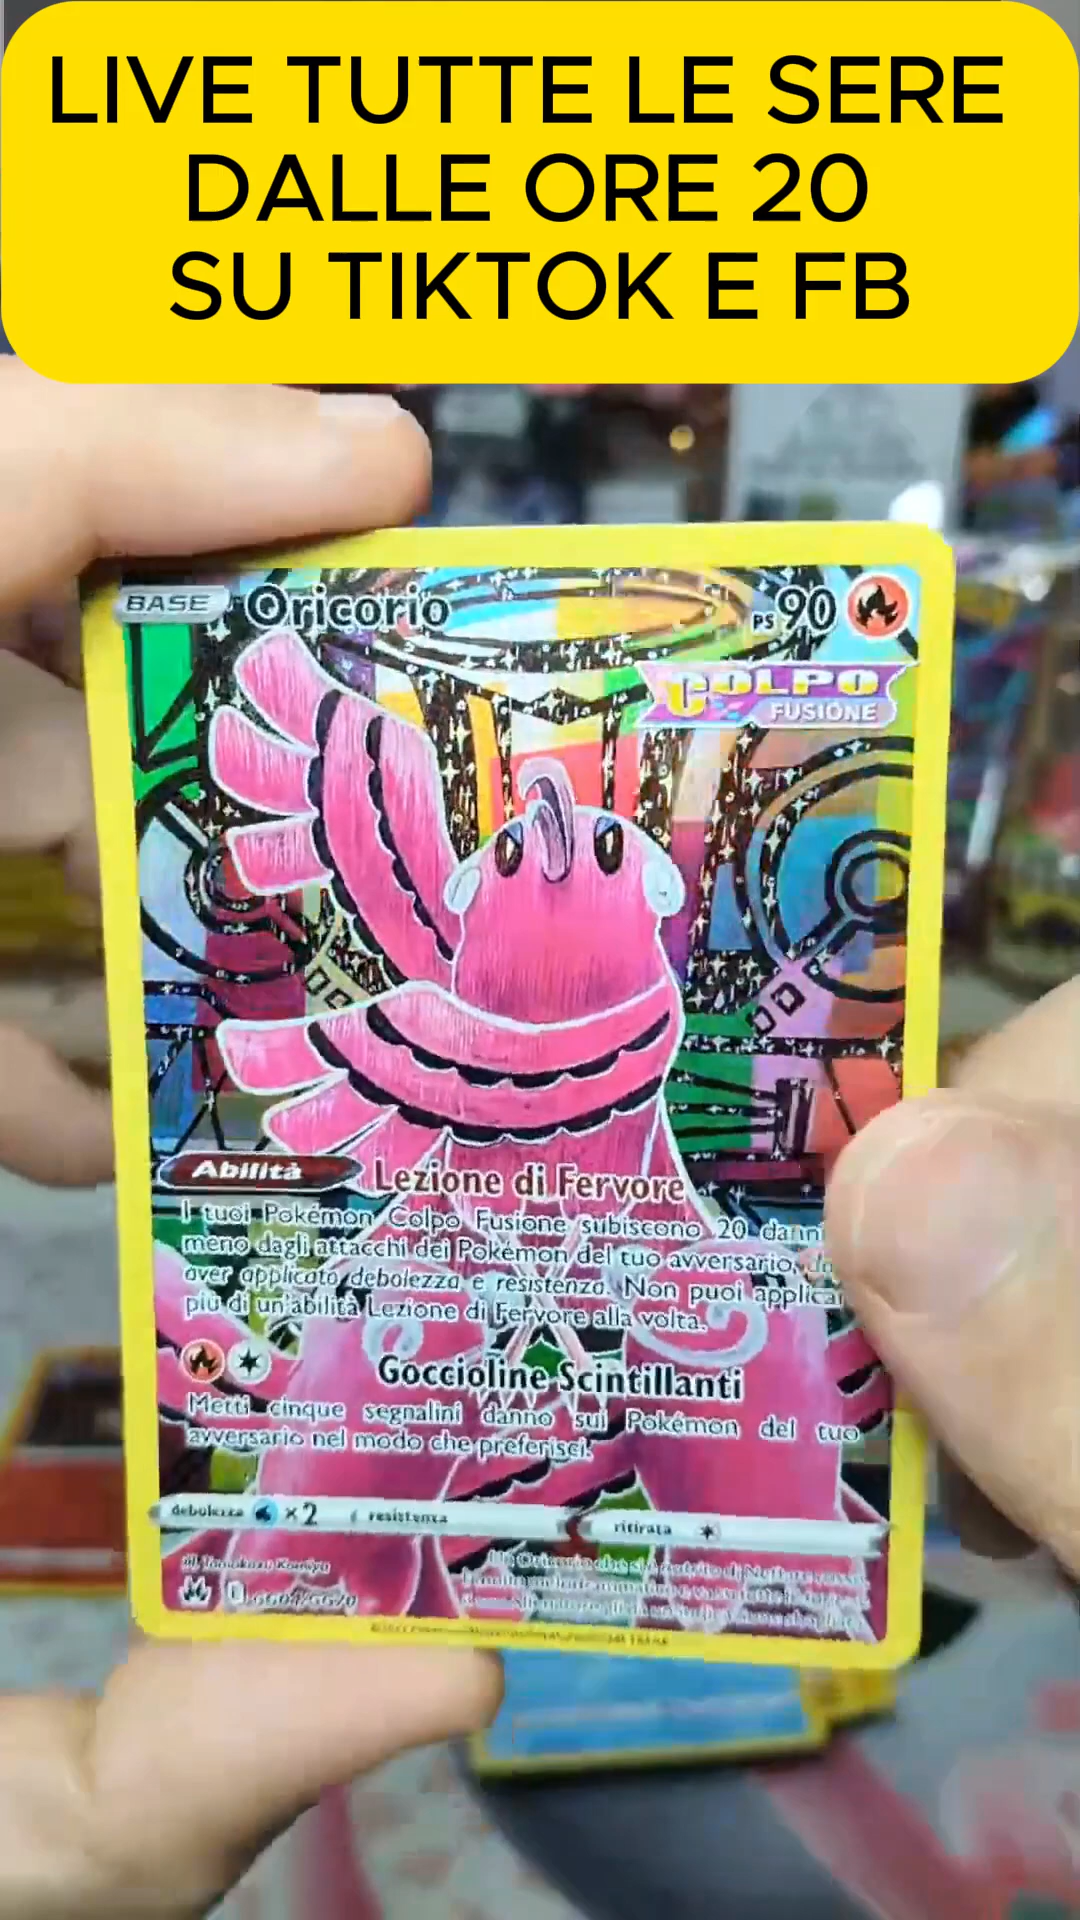 LIVE TUTTE LE SERE
DALLE ORE 20
SU TIKTOK E FB
BASE Oricorio PS 90
COLPO
FUSIONE
Abilità Lezione di Fervore
I tuoi Pokémon Colpo Fusione subiscono 20 danni
meno dagli attacchi dei Pokémon del tuo avversario,
aver applicato debolezza e resistenza. Non puoi
più di un'abilità Lezione di Fervore alla volta.
Goccioline Scintillanti
Metti cinque segnalini danno sui Pokémon del tuo
avversario nel modo che preferisci.
debolezza ×2 resistenza ritirata